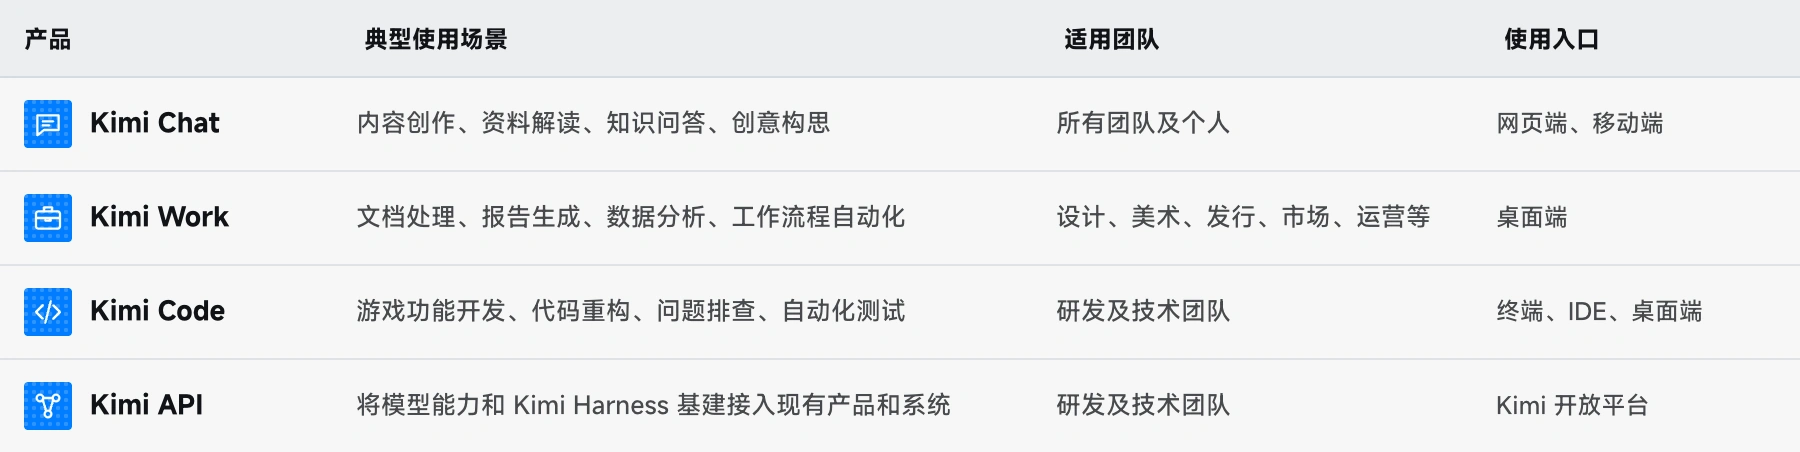 产品 典型使用场景 适用团队 使用入口
Kimi Chat 内容创作、资料解读、知识问答、创意构思 所有团队及个人 网页端、移动端
Kimi Work 文档处理、报告生成、数据分析、工作流程自动化 设计、美术、发行、市场、运营等 桌面端
Kimi Code 游戏功能开发、代码重构、问题排查、自动化测试 研发及技术团队 终端、IDE、桌面端
Kimi API 将模型能力和 Kimi Harness 基建接入现有产品和系统 研发及技术团队 Kimi 开放平台